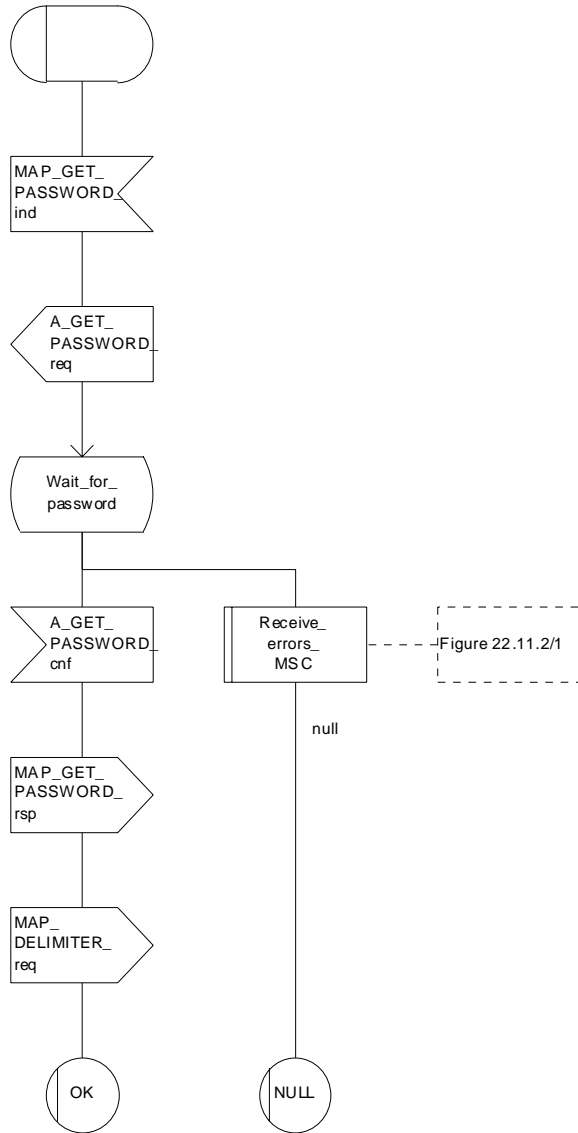 MAP_GET_
PASSWORD_
ind
A_GET_
PASSWORD_
req
Wait_for_
password
A_GET_
PASSWORD_
cnf
Receive_
errors_
MSC
Figure 22.11.2/1
null
MAP_GET_
PASSWORD_
rsp
MAP_
DELIMITER_
req
OK
NULL